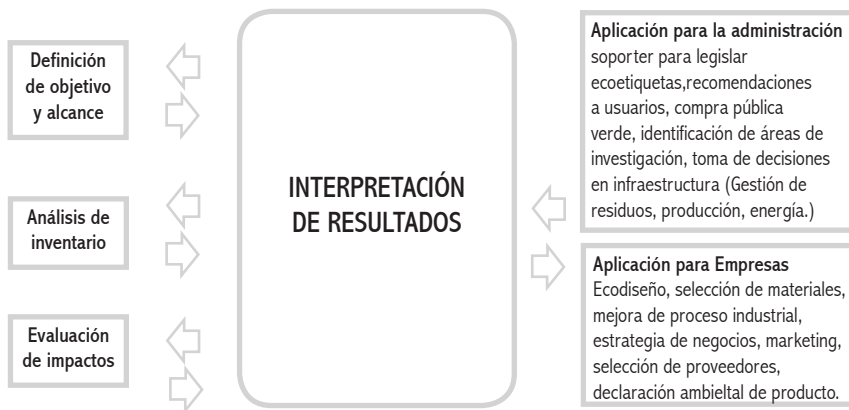 Definición
de objetivo
y alcance
Análisis de
inventario
Evaluación
de impactos
INTERPRETACIÓN
DE RESULTADOS
Aplicación para la administración
soporter para legislar
ecoetiquetas,recomendaciones
a usuarios, compra pública
verde, identificación de áreas de
investigación, toma de decisiones
en infraestructura (Gestión de
residuos, producción, energía.)
Aplicación para Empresas
Ecodiseño, selección de materiales,
mejora de proceso industrial,
estrategia de negocios, marketing,
selección de proveedores,
declaración ambieltal de producto.